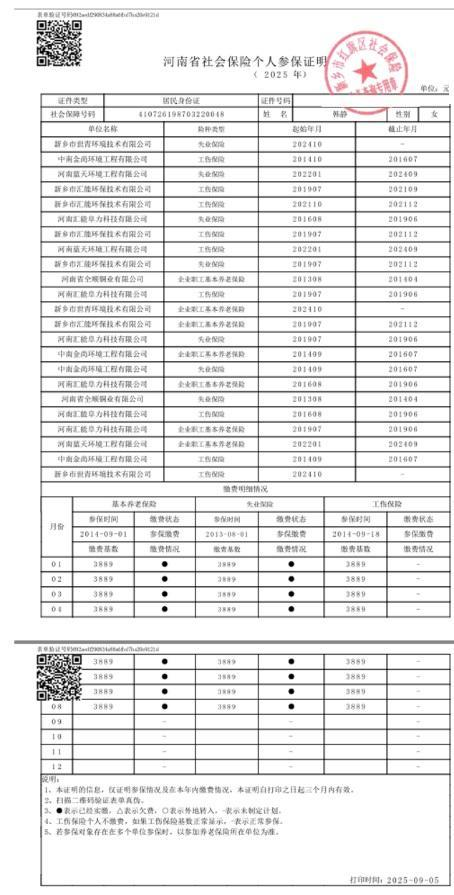 河南省社会保险个人参保证明
（ 2025年 ）
单位：元
证件类型 居民身份证 证件号码
社会保障号码 410726198703220048 姓 名 韩静 性别 女
单位名称 险种类型 起始年月 截止年月
新乡市世青环境技术有限公司 失业保险 202410 -
中南金尚环境工程有限公司 工伤保险 201410 201607
河南蓝天环境工程有限公司 失业保险 202201 202409
新乡市汇能环保技术有限公司 工伤保险 201907 202109
新乡市汇能环保技术有限公司 工伤保险 202110 202112
河南汇能阜力科技有限公司 失业保险 201608 201906
新乡市汇能环保技术有限公司 工伤保险 201907 202112
河南蓝天环境工程有限公司 工伤保险 202201 202409
新乡市汇能环保技术有限公司 失业保险 201907 202112
河南省全顺铜业有限公司 企业职工基本养老保险 201308 201404
河南汇能阜力科技有限公司 工伤保险 201907 201906
新乡市世青环境技术有限公司 企业职工基本养老保险 202410 -
新乡市汇能环保技术有限公司 企业职工基本养老保险 201907 202112
河南汇能阜力科技有限公司 失业保险 201907 201906
中南金尚环境工程有限公司 企业职工基本养老保险 201409 201607
中南金尚环境工程有限公司 失业保险 201409 201607
河南汇能阜力科技有限公司 企业职工基本养老保险 201608 201906
河南省全顺铜业有限公司 失业保险 201308 201404
河南汇能阜力科技有限公司 工伤保险 201608 201906
河南汇能阜力科技有限公司 企业职工基本养老保险 201907 201906
河南蓝天环境工程有限公司 企业职工基本养老保险 202201 202409
中南金尚环境工程有限公司 工伤保险 201409 201607
新乡市世青环境技术有限公司 工伤保险 202410 -
缴费明细情况
月份 基本养老保险 失业保险 工伤保险
参保时间 缴费状态 参保时间 缴费状态 参保时间 缴费状态
2014-09-01 参保缴费 2013-08-01 参保缴费 2014-09-18 参保缴费
缴费基数 缴费情况 缴费基数 缴费情况 缴费基数 缴费情况
01 3889 ● 3889 ● 3889 -
02 3889 ● 3889 ● 3889 -
03 3889 ● 3889 ● 3889 -
04 3889 ● 3889 ● 3889 -
3889 ● 3889 ● 3889 -
3889 ● 3889 ● 3889 -
3889 ● 3889 ● 3889 -
08 3889 ● 3889 ● 3889 -
09 - - -
10 - - -
11 - - -
12 - - -
说明：
1、本证明的信息，仅证明参保情况及在本年内缴费情况，本证明自打印之日起三个月内有效。
2、扫描二维码验证表单真伪。
3、●表示已经实缴，△表示欠费，○表示外地转入，-表示未制定计划。
4、工伤保险个人不缴费，如果工伤保险基数正常显示，-表示正常参保。
5、若参保对象存在在多个单位参保时，以参加养老保险所在单位为准。
打印时间：2025-09-05